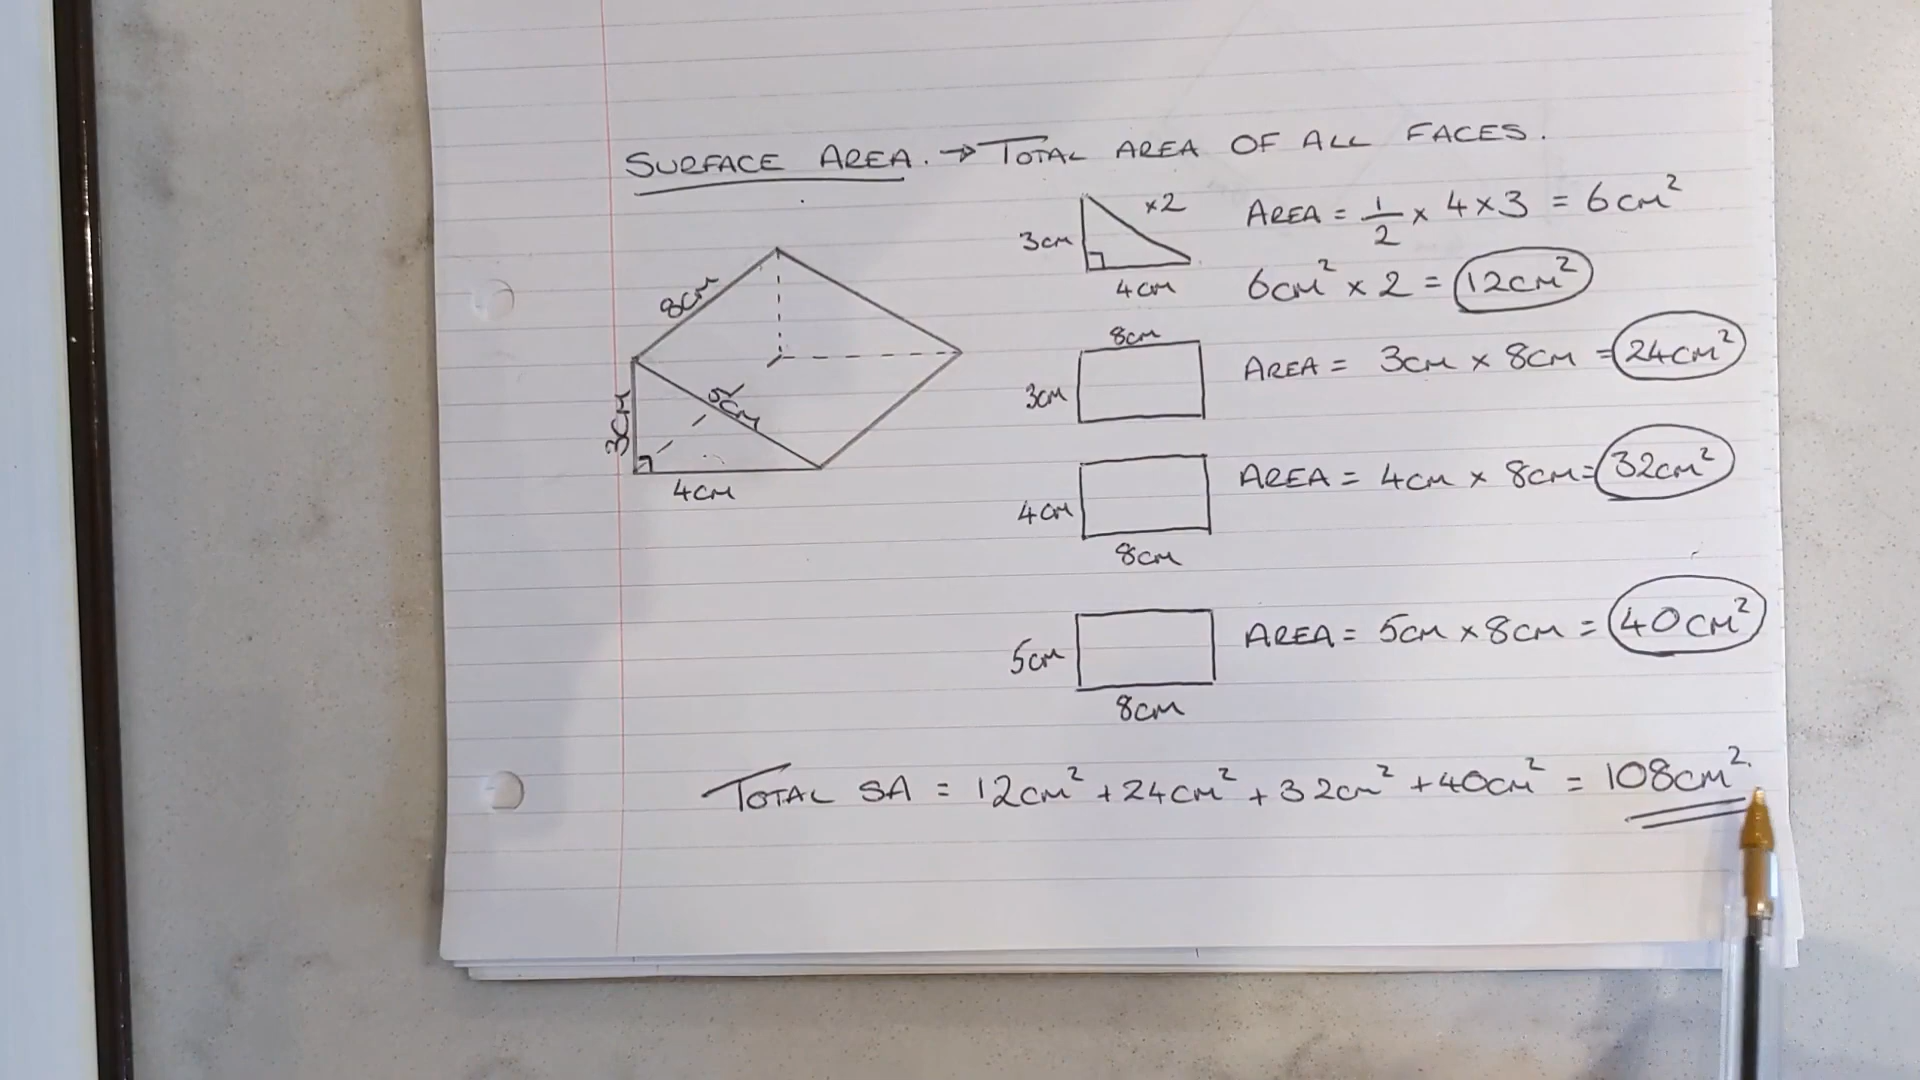 SURFACE AREA. → TOTAL AREA OF ALL FACES.
8cm
3cm
5cm
4cm
×2
3cm
4cm
AREA = 1/2 × 4×3 = 6cm²
6cm² × 2 = 12cm²
8cm
3cm
AREA = 3cm × 8cm = 24cm²
4cm
8cm
AREA = 4cm × 8cm = 32cm²
5cm
8cm
AREA = 5cm × 8cm = 40cm²
TOTAL SA = 12cm² + 24cm² + 32cm² + 40cm² = 108cm².